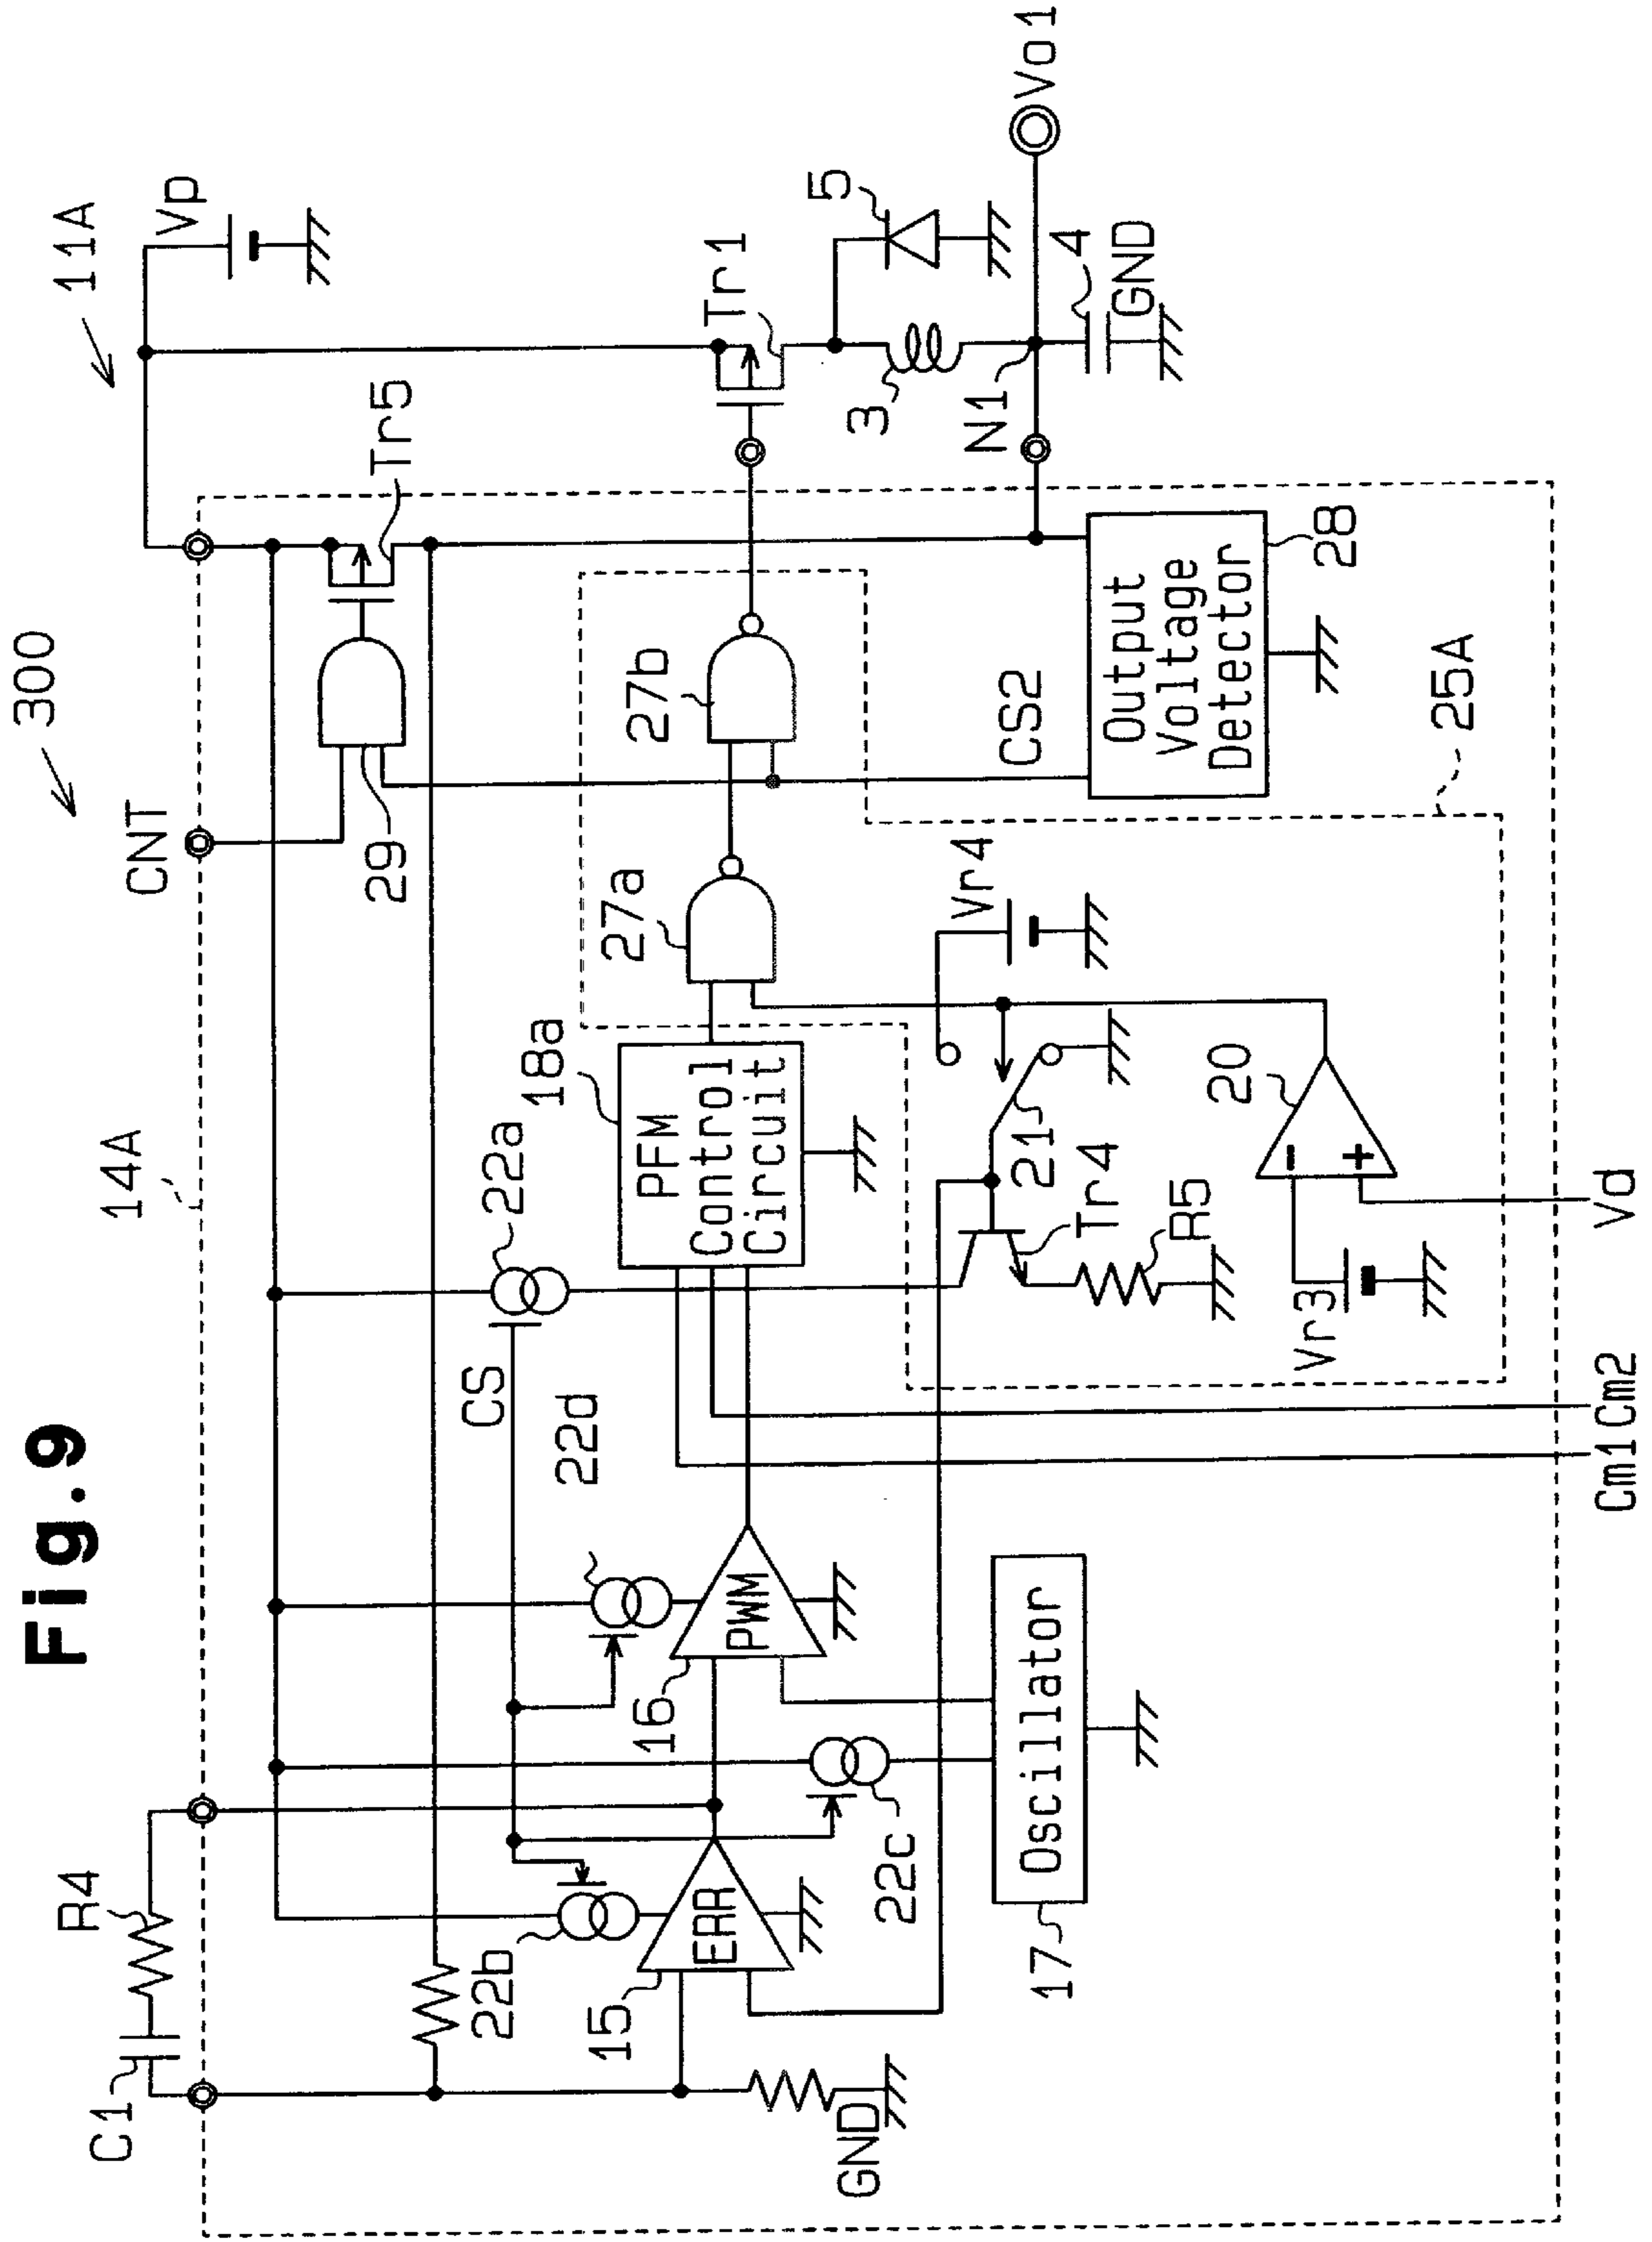 Fig.9
300
11A
14A
CNT
Vp
Tr5
29
R4
C1
CS
22a
22d
22b
22c
15
ERR
16
PWM
17
Oscillator
GND
18a
PFM
Control
Circuit
27a
27b
Tr1
5
3
N1
4
GND
Vo1
CS2
Output
Voltage
Detector
28
25A
Vr4
21
Tr4
R5
20
-
+
Vr3
Vd
Cm1
Cm2